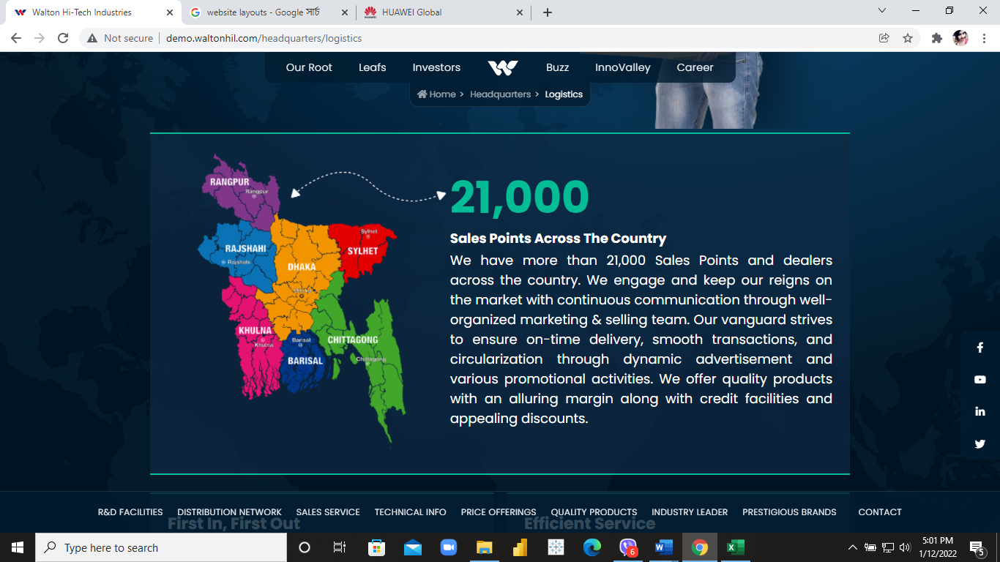 Walton Hi-Tech Industries
website layouts - Google সার্চ
HUAWEI Global
Not secure
demo.waltonhil.com/headquarters/logistics
Our Root
Leafs
Investors
Buzz
InnoValley
Career
Home > Headquarters > Logistics
RANGPUR
Rangpur
RAJSHAHI
Rajshahi
DHAKA
Sylhet
SYLHET
KHULNA
Khulna
Barisal
BARISAL
CHITTAGONG
Chittagong
21,000
Sales Points Across The Country
We have more than 21,000 Sales Points and dealers
across the country. We engage and keep our reigns on
the market with continuous communication through well-
organized marketing & selling team. Our vanguard strives
to ensure on-time delivery, smooth transactions, and
circularization through dynamic advertisement and
various promotional activities. We offer quality products
with an alluring margin along with credit facilities and
appealing discounts.
R&D FACILITIES
DISTRIBUTION NETWORK
SALES SERVICE
TECHNICAL INFO
PRICE OFFERINGS
QUALITY PRODUCTS
INDUSTRY LEADER
PRESTIGIOUS BRANDS
CONTACT
First In, First Out
Efficient Service
Type here to search
6
5:01 PM
1/12/2022
5